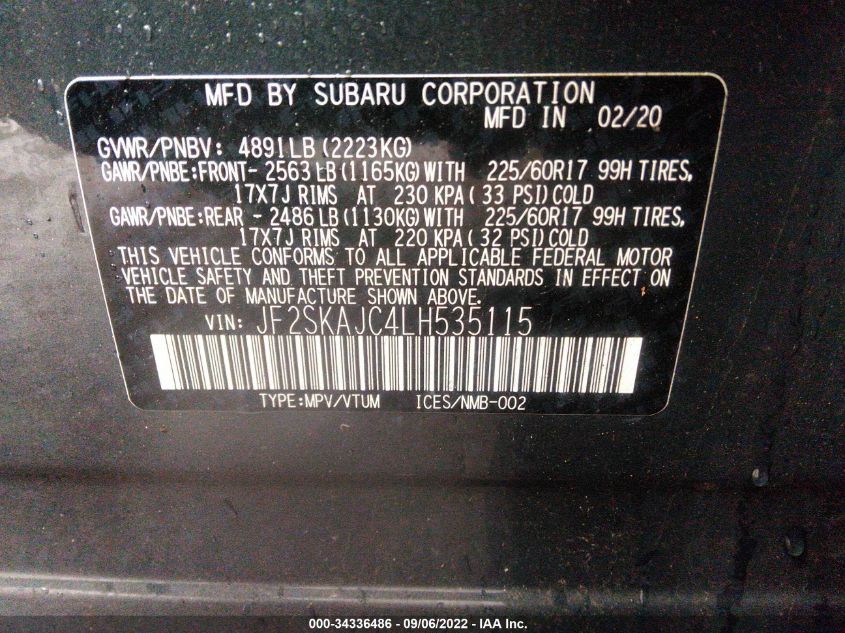 MFD BY SUBARU CORPORATION
MFD IN 02/20
GVWR/PNBV: 4891LB(2223KG)
GAWR/PNBE:FRONT- 2563LB(1165KG)WITH 225/60R17 99H TIRES,
17X7J RIMS AT 230 KPA( 33 PSI)COLD
GAWR/PNBE:REAR - 2486LB(1130KG)WITH 225/60R17 99H TIRES,
17X7J RIMS AT 220 KPA( 32 PSI)COLD
THIS VEHICLE CONFORMS TO ALL APPLICABLE FEDERAL MOTOR
VEHICLE SAFETY AND THEFT PREVENTION STANDARDS IN EFFECT ON
THE DATE OF MANUFACTURE SHOWN ABOVE.
VIN: JF2SKAJC4LH535115
TYPE:MPV/VTUM ICES/NMB-002
000-34336486 - 09/06/2022 - IAA Inc.